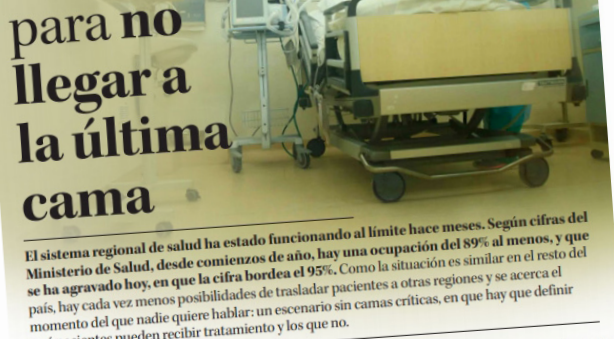 para no
llegar a
la última
cama
El sistema regional de salud ha estado funcionando al límite hace meses. Según cifras del
Ministerio de Salud, desde comienzos de año, hay una ocupación del 89% al menos, y que
se ha agravado hoy, en que la cifra bordea el 95%. Como la situación es similar en el resto del
país, hay cada vez menos posibilidades de trasladar pacientes a otras regiones y se acerca el
momento del que nadie quiere hablar: un escenario sin camas críticas, en que hay que definir
pueden recibir tratamiento y los que no.